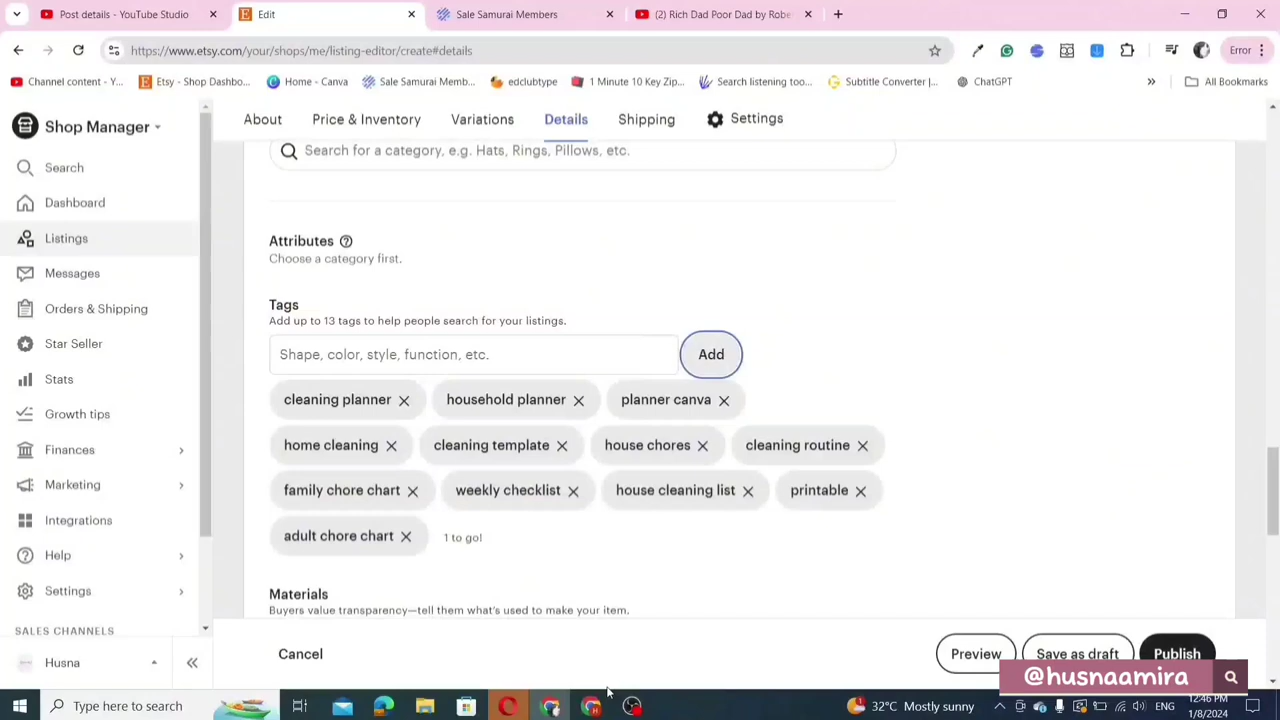 Post details - YouTube Studio
Edit
Sale Samurai Members
(2) Rich Dad Poor Dad by Robe
https://www.etsy.com/your/shops/me/listing-editor/create#details
Error
Channel content - Y...
Etsy - Shop Dashbo...
Home - Canva
Sale Samurai Memb...
edclubtype
1 Minute 10 Key Zip...
Search listening too...
Subtitle Converter |...
ChatGPT
All Bookmarks
Shop Manager
About
Price & Inventory
Variations
Details
Shipping
Settings
Search for a category, e.g. Hats, Rings, Pillows, etc.
Search
Dashboard
Listings
Messages
Orders & Shipping
Star Seller
Stats
Growth tips
Finances
Marketing
Integrations
Help
Settings
SALES CHANNELS
Husna
Attributes
Choose a category first.
Tags
Add up to 13 tags to help people search for your listings.
Shape, color, style, function, etc.
Add
cleaning planner
household planner
planner canva
home cleaning
cleaning template
house chores
cleaning routine
family chore chart
weekly checklist
house cleaning list
printable
adult chore chart
1 to go!
Materials
Buyers value transparency—tell them what's used to make your item.
Cancel
Preview
Save as draft
Publish
@husnaamira
Type here to search
32°C Mostly sunny
ENG
12:46 PM
1/8/2024